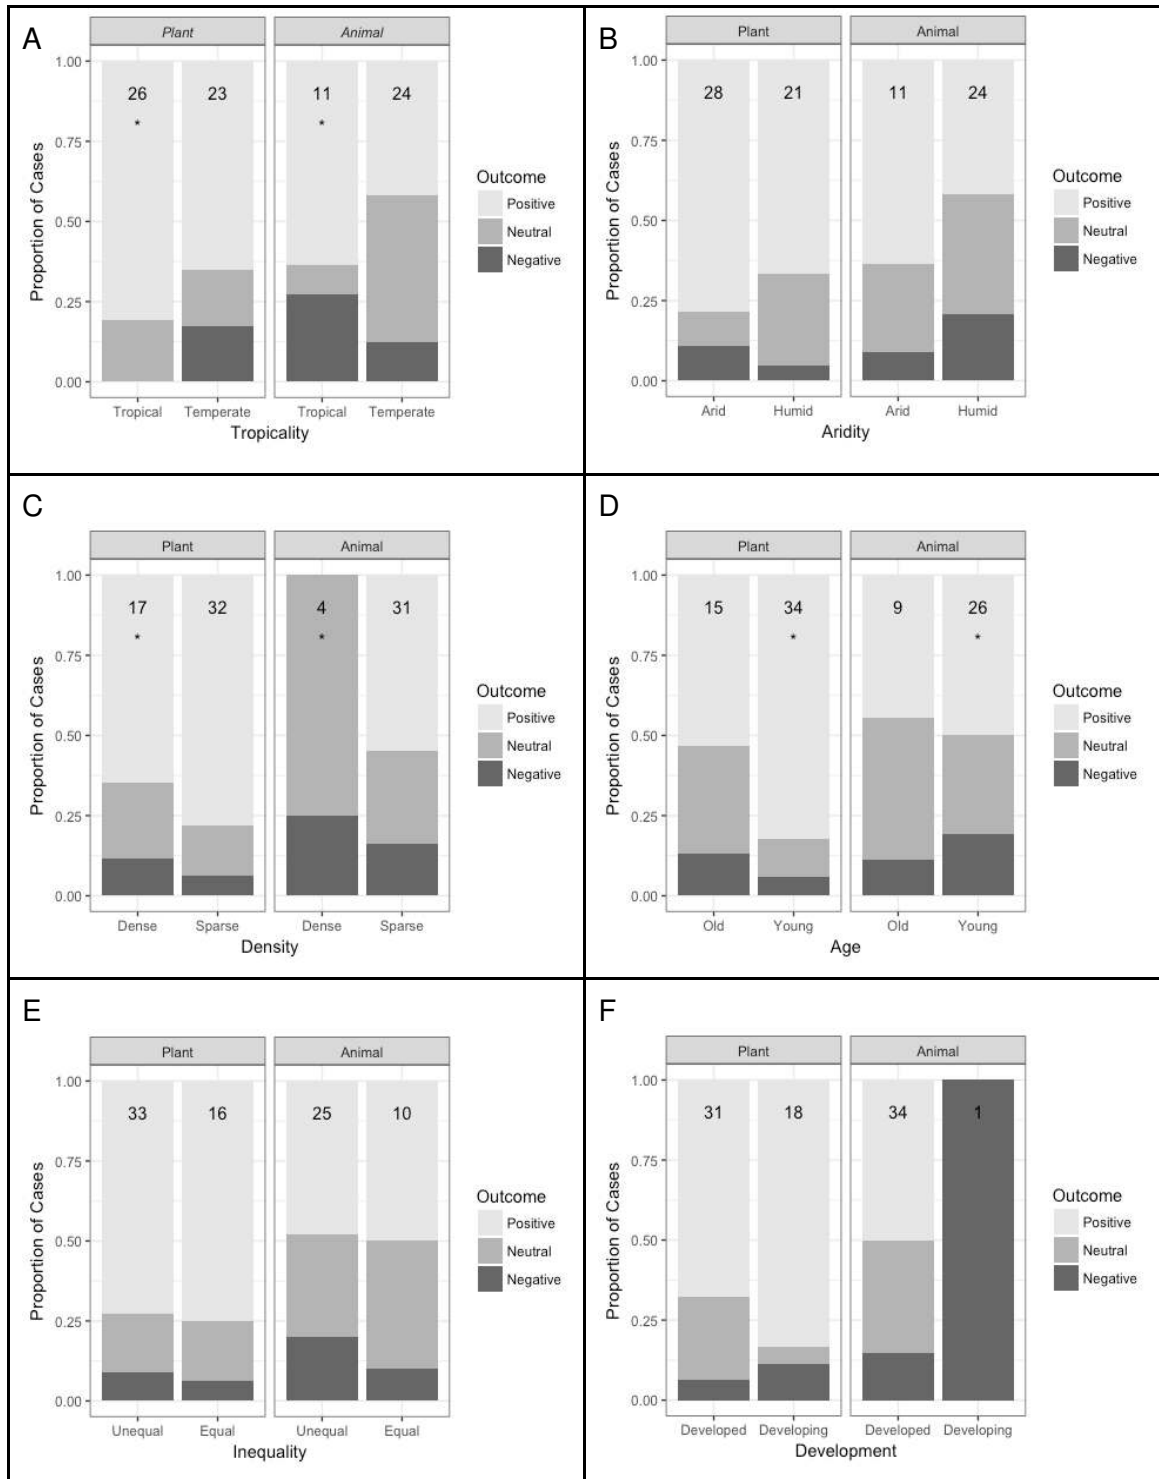 A
Plant Animal
1.00
0.75
0.50
0.25
0.00
Proportion of Cases
26 23 11 24
* *
Tropical Temperate Tropical Temperate
Tropicality
Outcome
Positive
Neutral
Negative
B
Plant Animal
1.00
0.75
0.50
0.25
0.00
Proportion of Cases
28 21 11 24
Arid Humid Arid Humid
Aridity
Outcome
Positive
Neutral
Negative
C
Plant Animal
1.00
0.75
0.50
0.25
0.00
Proportion of Cases
17 32 4 31
* *
Dense Sparse Dense Sparse
Density
Outcome
Positive
Neutral
Negative
D
Plant Animal
1.00
0.75
0.50
0.25
0.00
Proportion of Cases
15 34 9 26
* *
Old Young Old Young
Age
Outcome
Positive
Neutral
Negative
E
Plant Animal
1.00
0.75
0.50
0.25
0.00
Proportion of Cases
33 16 25 10
Unequal Equal Unequal Equal
Inequality
Outcome
Positive
Neutral
Negative
F
Plant Animal
1.00
0.75
0.50
0.25
0.00
Proportion of Cases
31 18 34 1
Developed Developing Developed Developing
Development
Outcome
Positive
Neutral
Negative